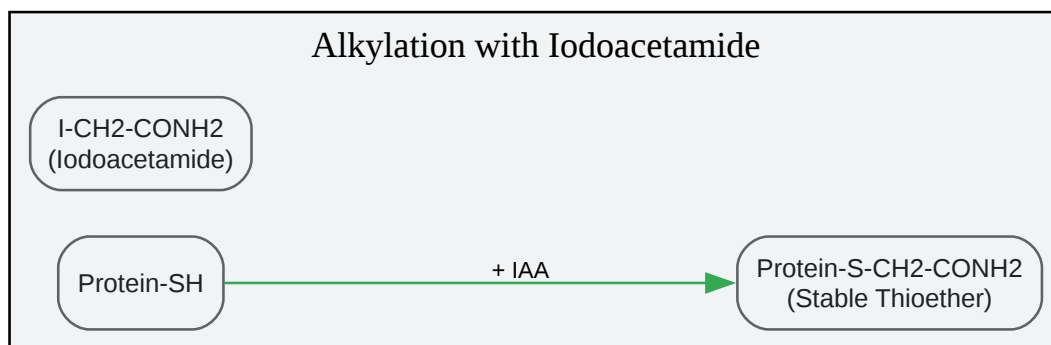 Alkylation with Iodoacetamide
I-CH2-CONH2
(Iodoacetamide)
Protein-SH
+ IAA
Protein-S-CH2-CONH2
(Stable Thioether)